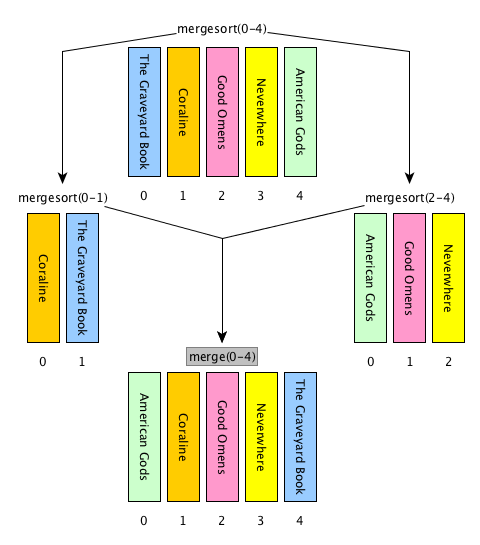 mergesort(0-4)
The Graveyard Book
Coraline
Good Omens
Neverwhere
American Gods
0 1 2 3 4
mergesort(0-1)
Coraline
The Graveyard Book
0 1
mergesort(2-4)
American Gods
Good Omens
Neverwhere
0 1 2
merge(0-4)
American Gods
Coraline
Good Omens
Neverwhere
The Graveyard Book
0 1 2 3 4